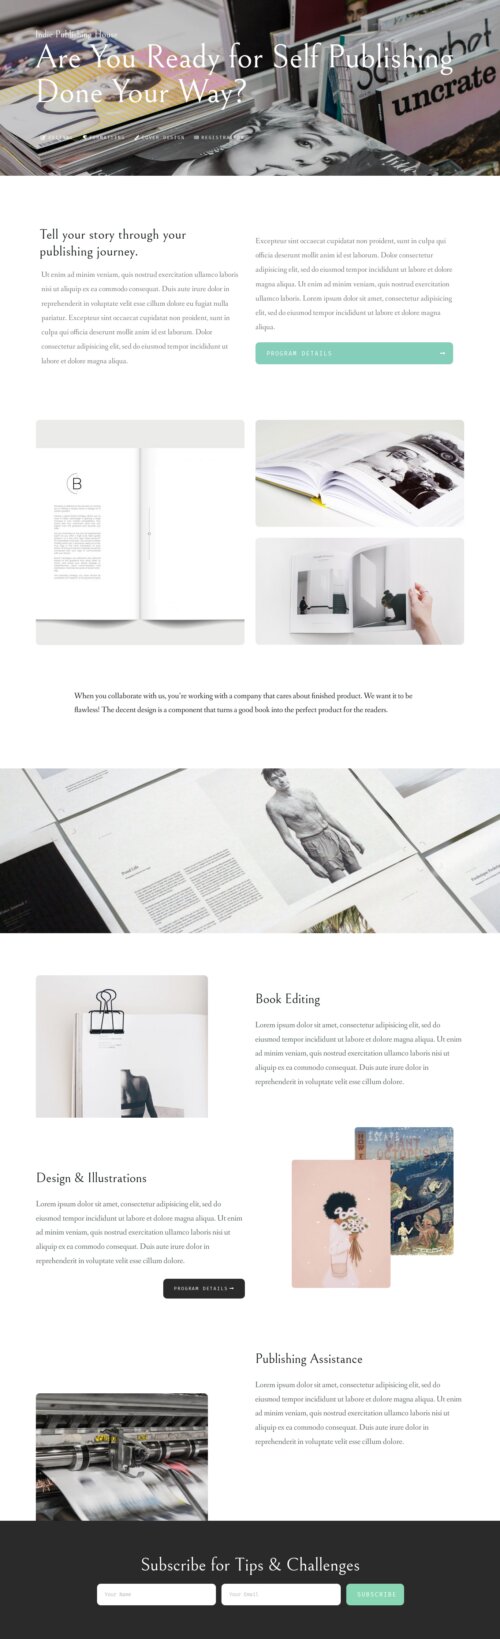 Indie Publishing House
Are You Ready for Self Publishing
Done Your Way?
EDITING FORMATTING COVER DESIGN REGISTRATION
uncrate
Tell your story through your
publishing journey.
Ut enim ad minim veniam, quis nostrud exercitation ullamco laboris
nisi ut aliquip ex ea commodo consequat. Duis aute irure dolor in
reprehenderit in voluptate velit esse cillum dolore eu fugiat nulla
pariatur. Excepteur sint occaecat cupidatat non proident, sunt in
culpa qui officia deserunt mollit anim id est laborum. Dolor
consectetur adipisicing elit, sed do eiusmod tempor incididunt ut
labore et dolore magna aliqua.
Excepteur sint occaecat cupidatat non proident, sunt in culpa qui
officia deserunt mollit anim id est laborum. Dolor consectetur
adipisicing elit, sed do eiusmod tempor incididunt ut labore et dolore
magna aliqua. Ut enim ad minim veniam, quis nostrud exercitation
ullamco laboris. Lorem ipsum dolor sit amet, consectetur adipisicing
elit, sed do eiusmod tempor incididunt ut labore et dolore magna
aliqua.
PROGRAM DETAILS →
B
When you collaborate with us, you're working with a company that cares about finished product. We want it to be
flawless! The decent design is a component that turns a good book into the perfect product for the readers.
Book Editing
Lorem ipsum dolor sit amet, consectetur adipisicing elit, sed do
eiusmod tempor incididunt ut labore et dolore magna aliqua. Ut enim
ad minim veniam, quis nostrud exercitation ullamco laboris nisi ut
aliquip ex ea commodo consequat. Duis aute irure dolor in
reprehenderit in voluptate velit esse cillum dolore.
Design & Illustrations
Lorem ipsum dolor sit amet, consectetur adipisicing elit, sed do
eiusmod tempor incididunt ut labore et dolore magna aliqua. Ut enim
ad minim veniam, quis nostrud exercitation ullamco laboris nisi ut
aliquip ex ea commodo consequat. Duis aute irure dolor in
reprehenderit in voluptate velit esse cillum dolore.
PROGRAM DETAILS →
Publishing Assistance
Lorem ipsum dolor sit amet, consectetur adipisicing elit, sed do
eiusmod tempor incididunt ut labore et dolore magna aliqua. Ut enim
ad minim veniam, quis nostrud exercitation ullamco laboris nisi ut
aliquip ex ea commodo consequat. Duis aute irure dolor in
reprehenderit in voluptate velit esse cillum dolore.
Subscribe for Tips & Challenges
Your Name
Your Email
SUBSCRIBE